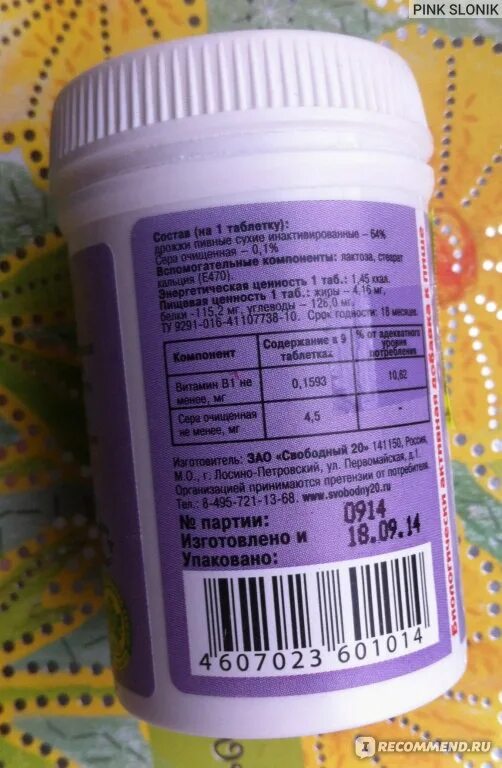 PINK SLONIK
Состав (на 1 таблетку):
дрожжи пивные сухие инактивированные – 64%
Сера очищенная – 0,1%
Вспомогательные компоненты: лактоза, стеарат
кальция (Е470).
Энергетическая ценность 1 таб.: 1,45 ккал.
Пищевая ценность 1 таб.: жиры – 4,16 мг,
белки -115,2 мг, углеводы – 126,0 мг.
ТУ 9291-016-41107738-10. Срок годности: 18 месяцев.
Компонент
Содержание в 9
таблетках
% от адекватного
уровня
потребления
Витамин В1 не
менее, мг
0,1593
10,62
Сера очищенная
не менее, мг
4,5
-
Изготовитель: ЗАО «Свободный 20» 141150, Россия,
М.О., г. Лосино-Петровский, ул. Первомайская, д.1.
Организация принимаются претензии от потребителя.
Тел.: 8-495-721-13-68. www.svobodny20.ru
№ партии:
0914
Изготовлено и
18.09.14
Упаковано:
4607023 601014
Биологически активная добавка к пище
IRECOMMEND.RU